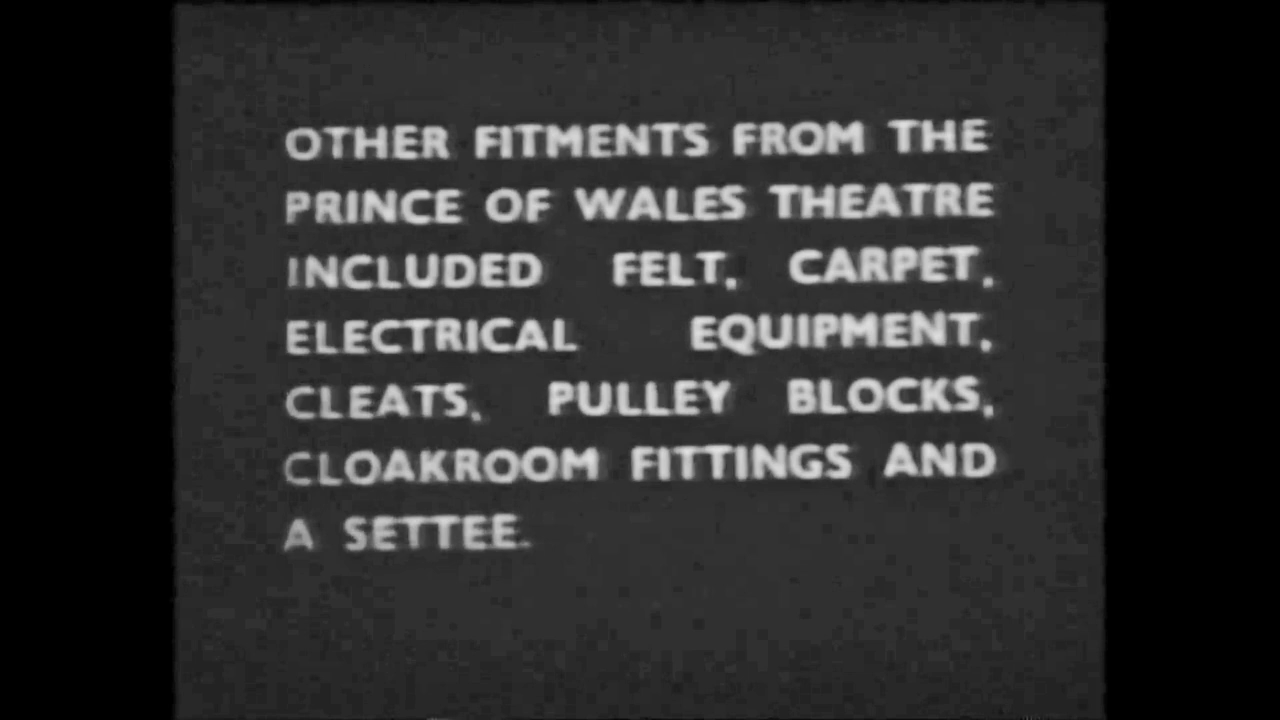 OTHER FITMENTS FROM THE
PRINCE OF WALES THEATRE
INCLUDED FELT, CARPET,
ELECTRICAL EQUIPMENT,
CLEATS, PULLEY BLOCKS,
CLOAKROOM FITTINGS AND
A SETTEE.